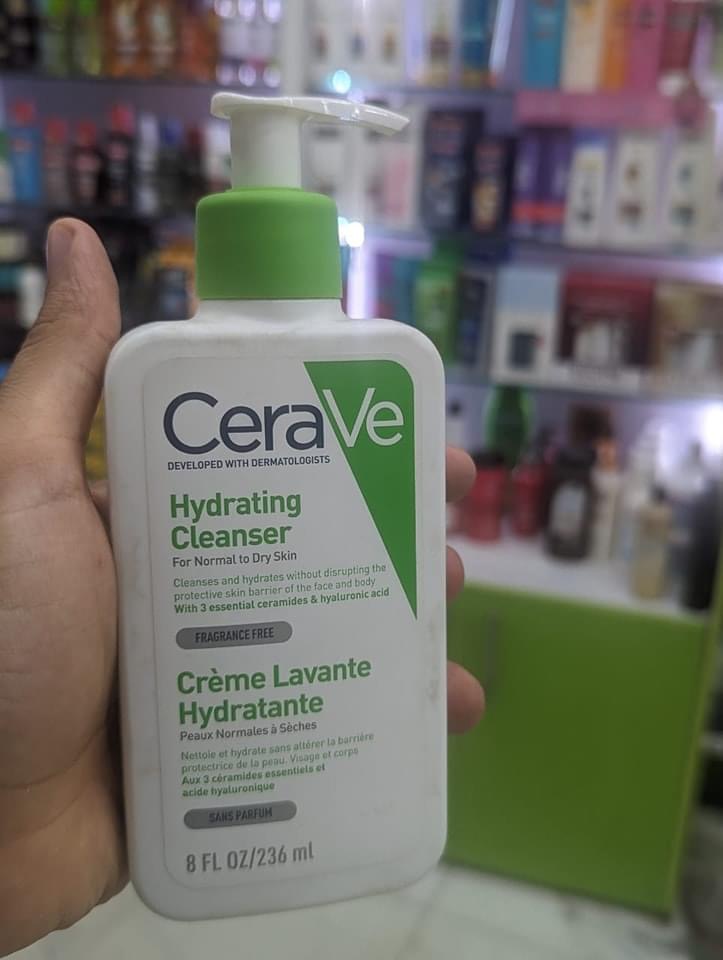 CeraVe
DEVELOPED WITH DERMATOLOGISTS
Hydrating
Cleanser
For Normal to Dry Skin
Cleanses and hydrates without disrupting the
protective skin barrier of the face and body
With 3 essential ceramides & hyaluronic acid
FRAGRANCE FREE
Crème Lavante
Hydratante
Peaux Normales à Sèches
Nettoie et hydrate sans altérer la barrière
protectrice de la peau. Visage et corps
Aux 3 céramides essentiels et
acide hyaluronique
SANS PARFUM
8 FL OZ/236 ml